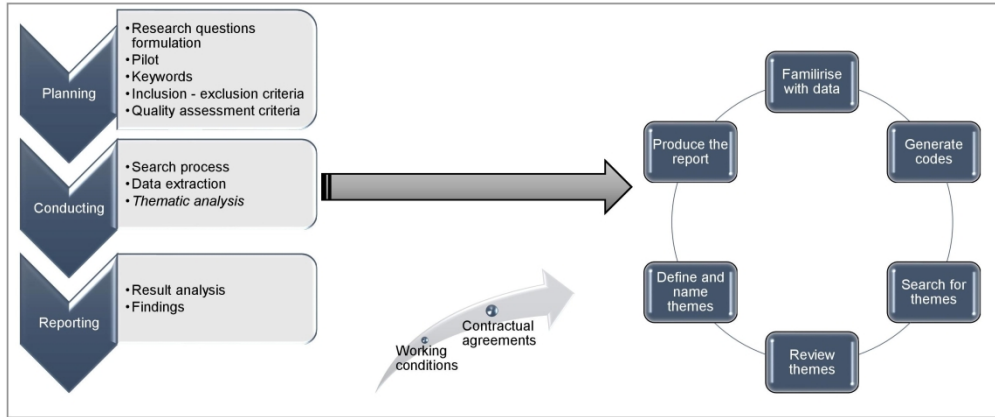 Planning
•Research questions
formulation
•Pilot
•Keywords
•Inclusion - exclusion criteria
•Quality assessment criteria
Conducting
•Search process
•Data extraction
•Thematic analysis
Reporting
•Result analysis
•Findings
Working
conditions
Contractual
agreements
Familirise
with data
Generate
codes
Search for
themes
Review
themes
Define and
name
themes
Produce the
report